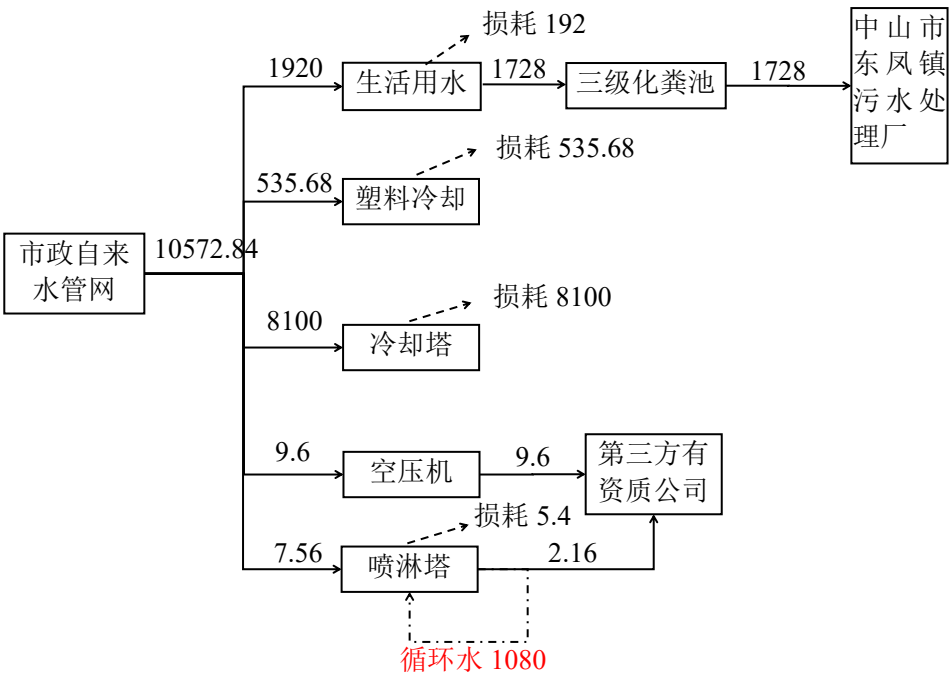 损耗 192
1920
生活用水
1728
三级化粪池
1728
中山市
东凤镇
污水处
理厂
损耗 535.68
535.68
塑料冷却
市政自来
水管网
10572.84
损耗 8100
8100
冷却塔
9.6
空压机
9.6
第三方有
资质公司
损耗 5.4
7.56
喷淋塔
2.16
循环水 1080